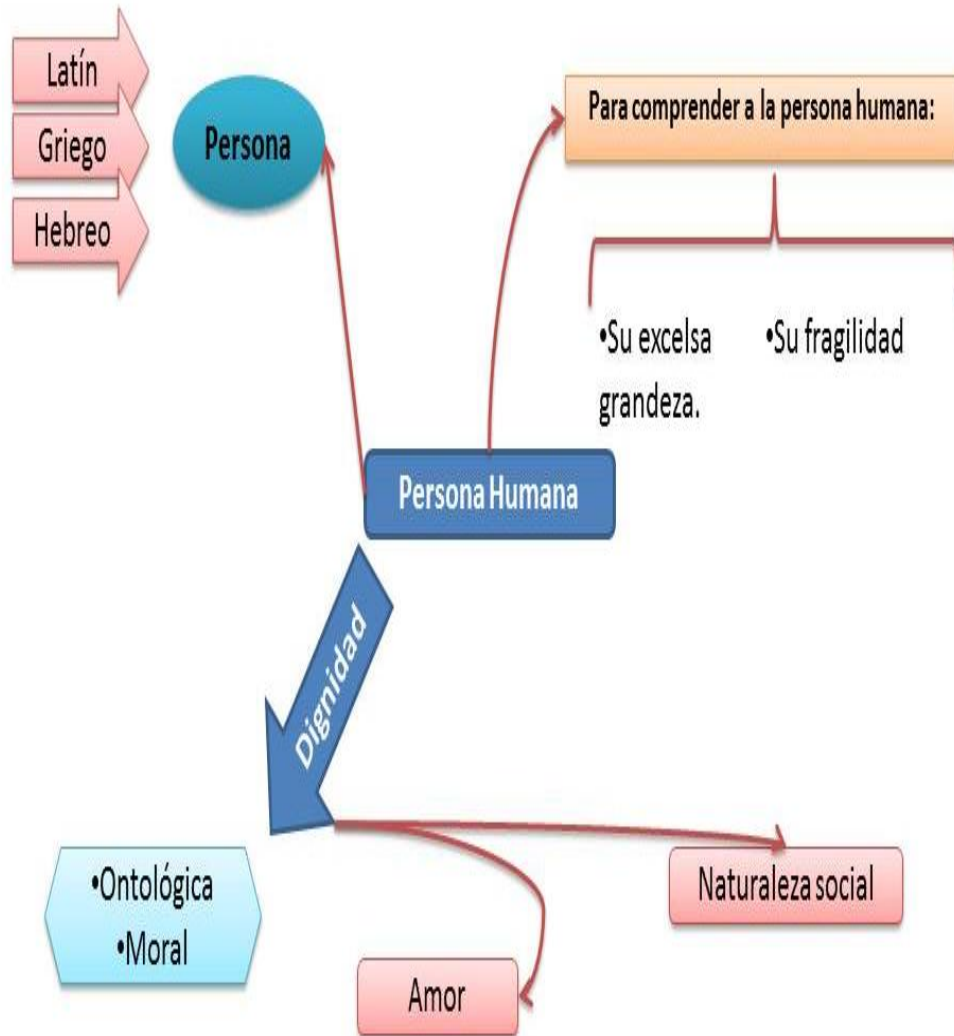 Latín
Griego
Hebreo
Persona
Para comprender a la persona humana:
•Su excelsa
grandeza.
•Su fragilidad
Persona Humana
Dignidad
•Ontológica
•Moral
Amor
Naturaleza social